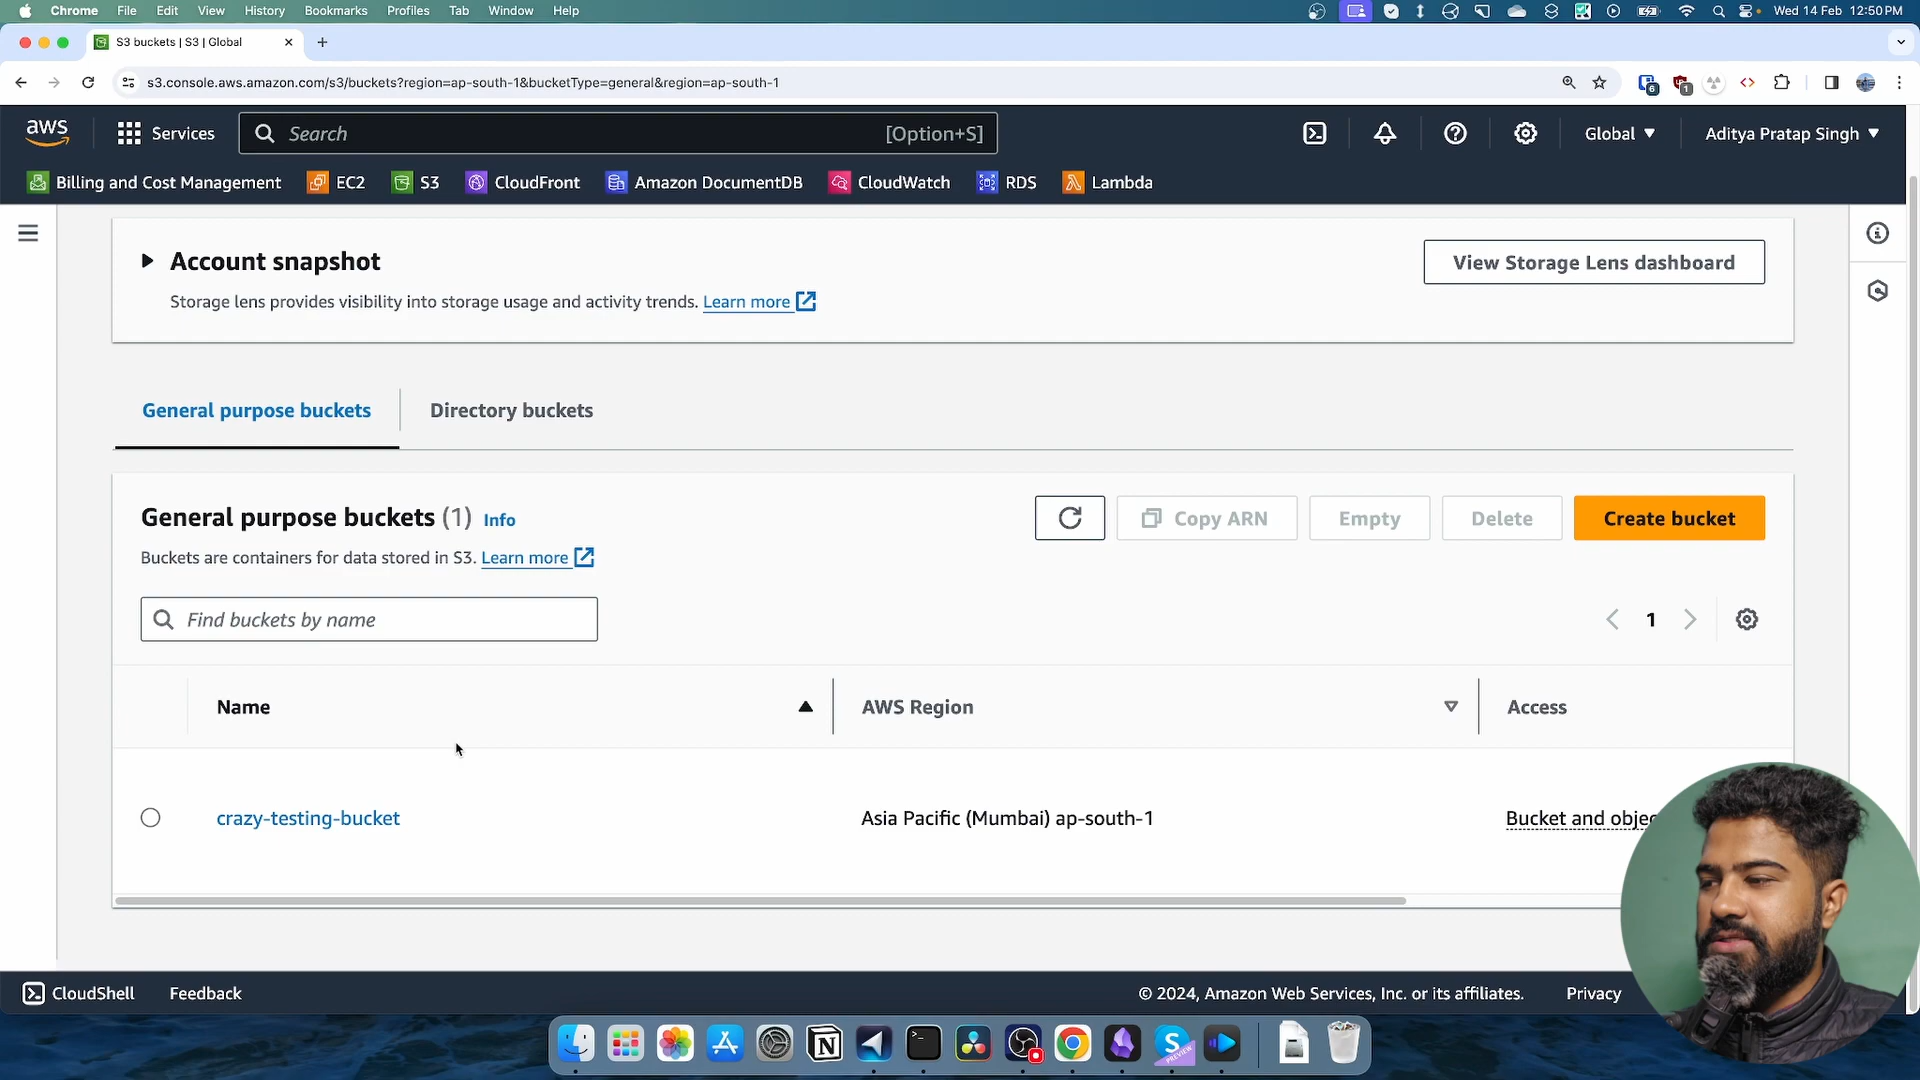 Chrome File Edit View History Bookmarks Profiles Tab Window Help Wed 14 Feb 12:50 PM
S3 buckets | S3 | Global
s3.console.aws.amazon.com/s3/buckets?region=ap-south-1&bucketType=general&region=ap-south-1
aws Services Search [Option+S] Global Aditya Pratap Singh
Billing and Cost Management EC2 S3 CloudFront Amazon DocumentDB CloudWatch RDS Lambda
Account snapshot View Storage Lens dashboard
Storage lens provides visibility into storage usage and activity trends. Learn more
General purpose buckets Directory buckets
General purpose buckets (1) Info Copy ARN Empty Delete Create bucket
Buckets are containers for data stored in S3. Learn more
Find buckets by name 1
Name AWS Region Access
crazy-testing-bucket Asia Pacific (Mumbai) ap-south-1 Bucket and objec
CloudShell Feedback © 2024, Amazon Web Services, Inc. or its affiliates. Privacy
PREVIEW